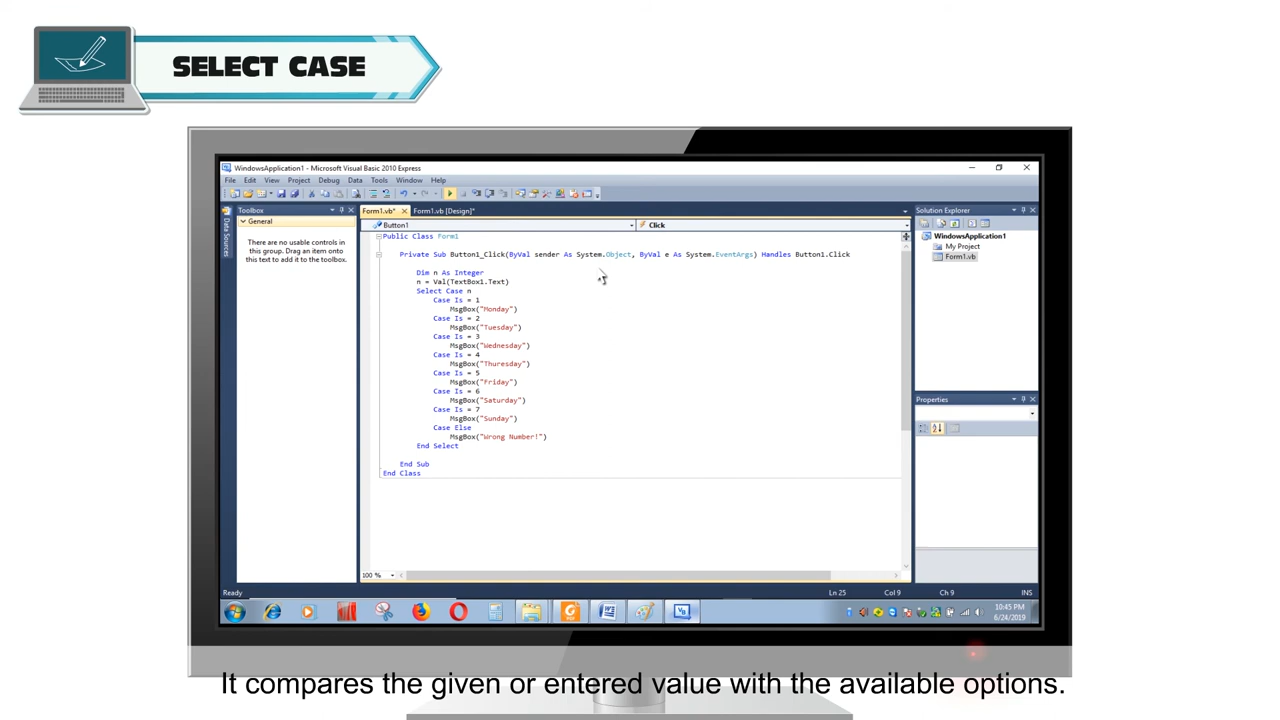 SELECT CASE
WindowsApplication1 - Microsoft Visual Basic 2010 Express
File Edit View Project Debug Data Tools Window Help
Toolbox
General
There are no usable controls in
this group. Drag an item onto
this text to add it to the toolbox.
Data Sources
Form1.vb* Form1.vb [Design]*
Button1 Click
Public Class Form1
Private Sub Button1_Click(ByVal sender As System.Object, ByVal e As System.EventArgs) Handles Button1.Click
Dim n As Integer
n = Val(TextBox1.Text)
Select Case n
Case Is = 1
MsgBox("Monday")
Case Is = 2
MsgBox("Tuesday")
Case Is = 3
MsgBox("Wednesday")
Case Is = 4
MsgBox("Thuresday")
Case Is = 5
MsgBox("Friday")
Case Is = 6
MsgBox("Saturday")
Case Is = 7
MsgBox("Sunday")
Case Else
MsgBox("Wrong Number!")
End Select
End Sub
End Class
100 %
Solution Explorer
WindowsApplication1
My Project
Form1.vb
Properties
Ready Ln 25 Col 9 Ch 9 INS
10:45 PM
6/24/2019
It compares the given or entered value with the available options.